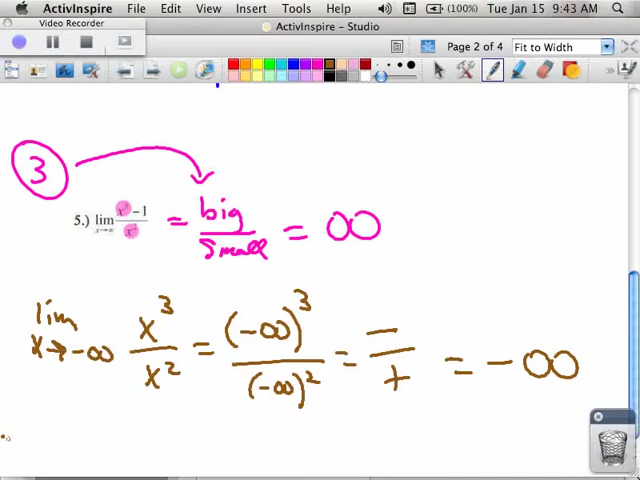 ActivInspire File Edit View Insert Tools Help (100%) Tue Jan 15 9:43 AM
Video Recorder
ActivInspire - Studio
Page 2 of 4 Fit to Width
3
5.) lim x→∞ x³-1/x² = big/small = ∞
lim x→-∞ x³/x² = (-∞)³/(-∞)² = -/+ = -∞